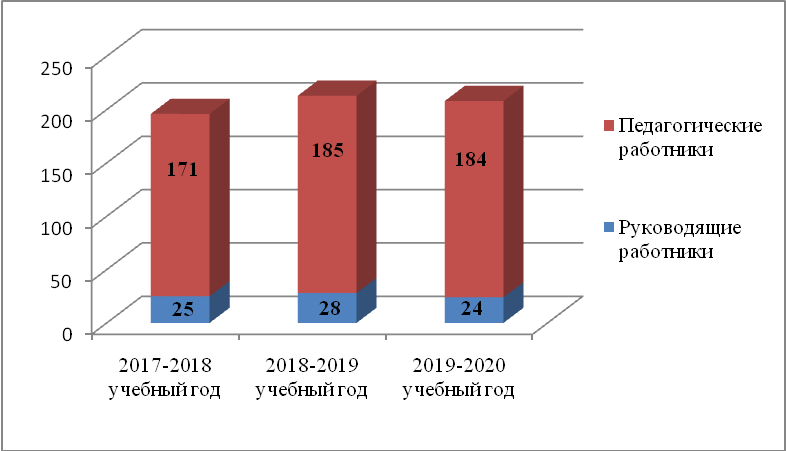 250
200
150
100
50
0
171
185
184
25
28
24
2017-2018
учебный год
2018-2019
учебный год
2019-2020
учебный год
Педагогические
работники
Руководящие
работники